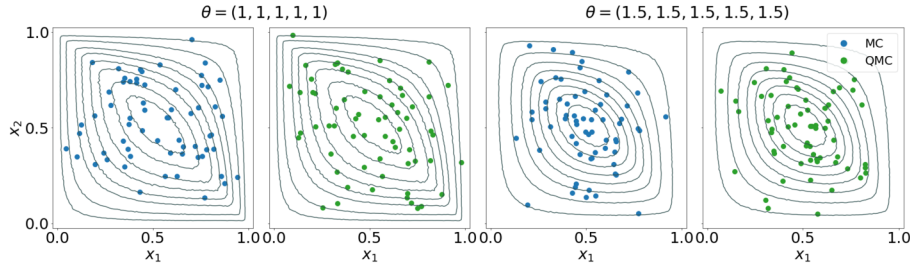 θ = (1, 1, 1, 1, 1)
θ = (1.5, 1.5, 1.5, 1.5, 1.5)
1.0
0.5
0.0
x₂
MC
QMC
0.0 0.5 1.0 0.0 0.5 1.0 0.0 0.5 1.0 0.0 0.5 1.0
x₁ x₁ x₁ x₁